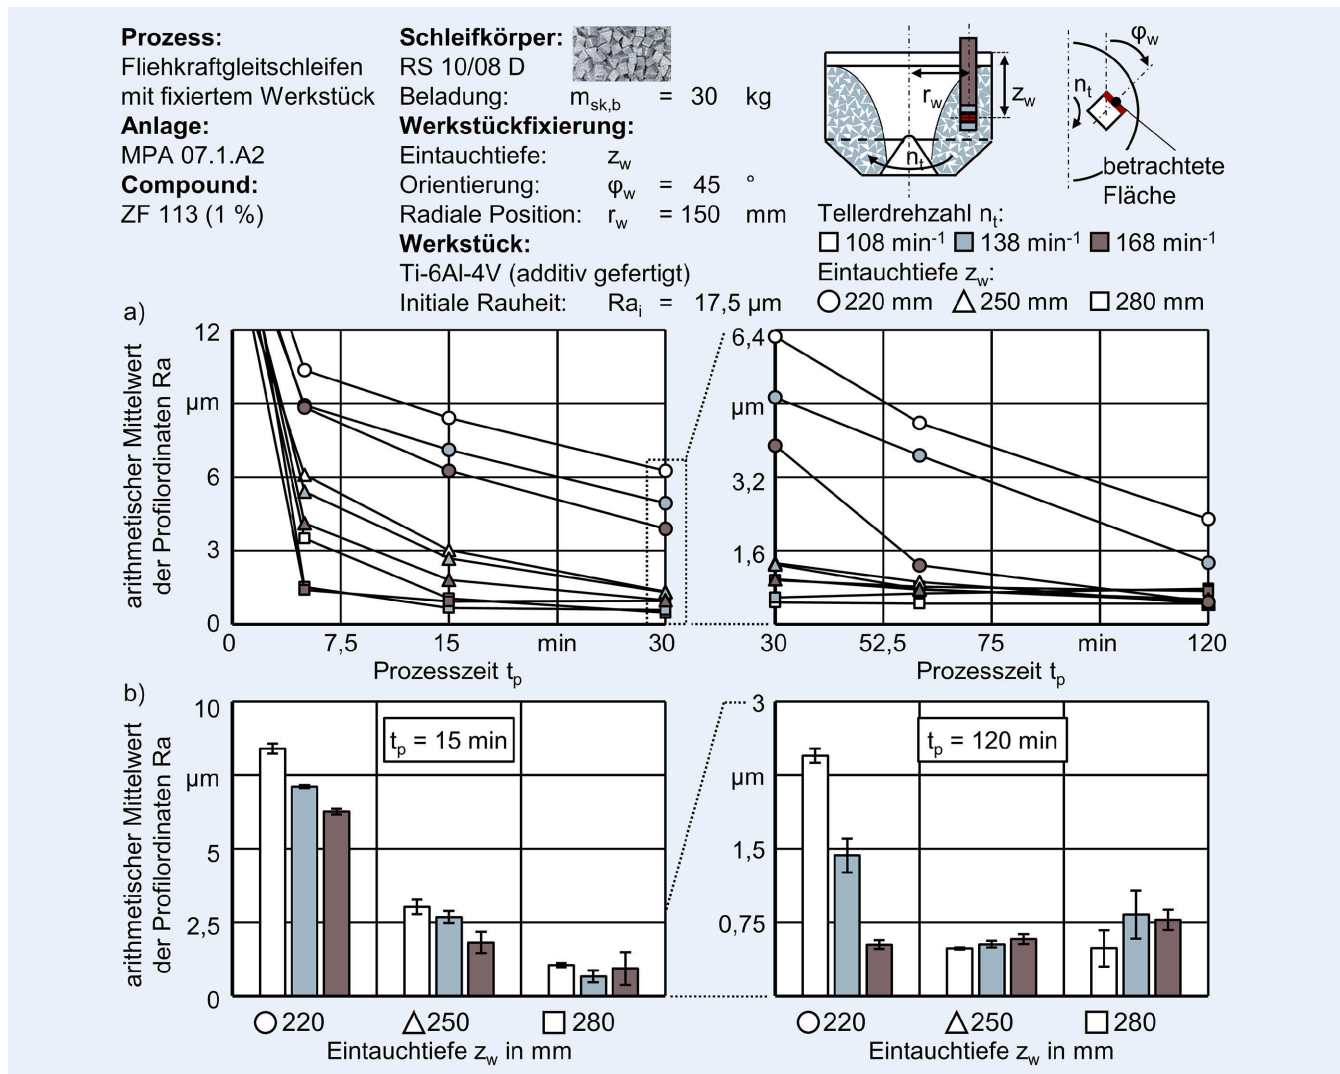 Prozess:
Fliehkraftgleitschleifen
mit fixiertem Werkstück
Anlage:
MPA 07.1.A2
Compound:
ZF 113 (1 %)
Schleifkörper:
RS 10/08 D
Beladung: m_sk,b = 30 kg
Werkstückfixierung:
Eintauchtiefe: z_w
Orientierung: φ_w = 45 °
Radiale Position: r_w = 150 mm
Werkstück:
Ti-6Al-4V (additiv gefertigt)
Initiale Rauheit: Ra_i = 17,5 µm
r_w
z_w
n_t
φ_w
n_t
betrachtete
Fläche
Tellerdrehzahl n_t:
108 min⁻¹ 138 min⁻¹ 168 min⁻¹
Eintauchtiefe z_w:
220 mm 250 mm 280 mm
a)
arithmetischer Mittelwert
der Profilordinaten Ra
12
µm
6
3
0
0 7,5 15 min 30
Prozesszeit t_p
6,4
µm
3,2
1,6
30 52,5 75 min 120
Prozesszeit t_p
b)
arithmetischer Mittelwert
der Profilordinaten Ra
10
µm
5
2,5
0
t_p = 15 min
220 250 280
Eintauchtiefe z_w in mm
3
µm
1,5
0,75
0
t_p = 120 min
220 250 280
Eintauchtiefe z_w in mm